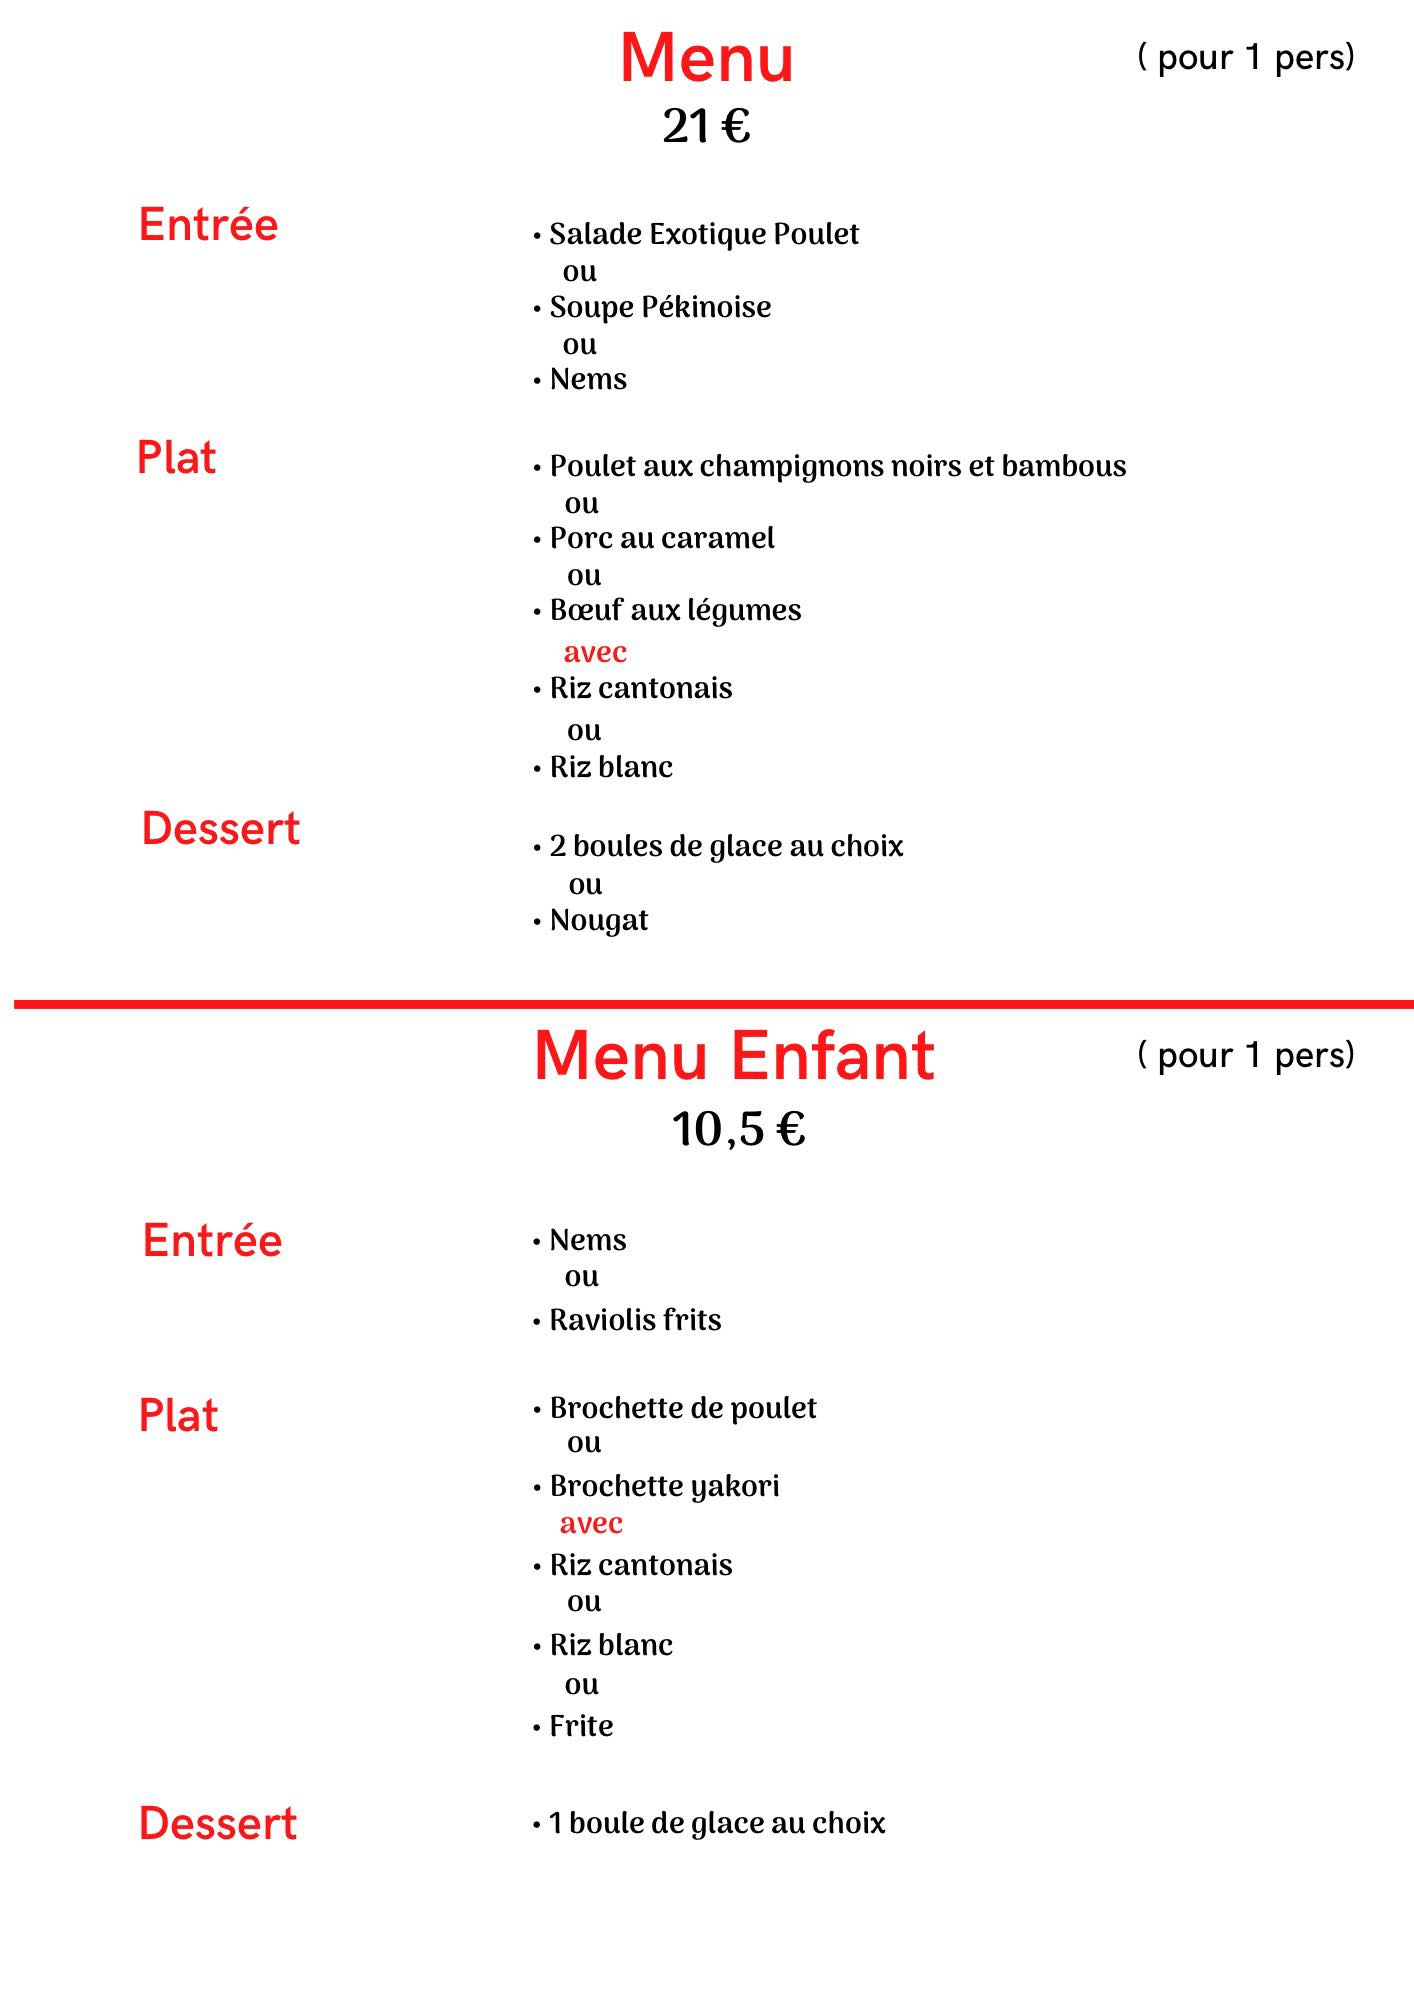 Menu
( pour 1 pers)
21 €
Entrée
• Salade Exotique Poulet
ou
• Soupe Pékinoise
ou
• Nems
Plat
• Poulet aux champignons noirs et bambous
ou
• Porc au caramel
ou
• Bœuf aux légumes
avec
• Riz cantonais
ou
• Riz blanc
Dessert
• 2 boules de glace au choix
ou
• Nougat
Menu Enfant
( pour 1 pers)
10,5 €
Entrée
• Nems
ou
• Raviolis frits
Plat
• Brochette de poulet
ou
• Brochette yakori
avec
• Riz cantonais
ou
• Riz blanc
ou
• Frite
Dessert
• 1 boule de glace au choix